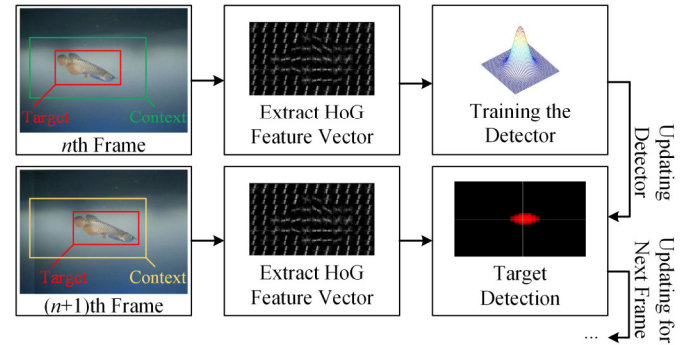 Target
Context
nth Frame
Extract HoG
Feature Vector
Training the
Detector
Updating
Detector
Target
Context
(n+1)th Frame
Extract HoG
Feature Vector
Target
Detection
Updating for
Next Frame
...